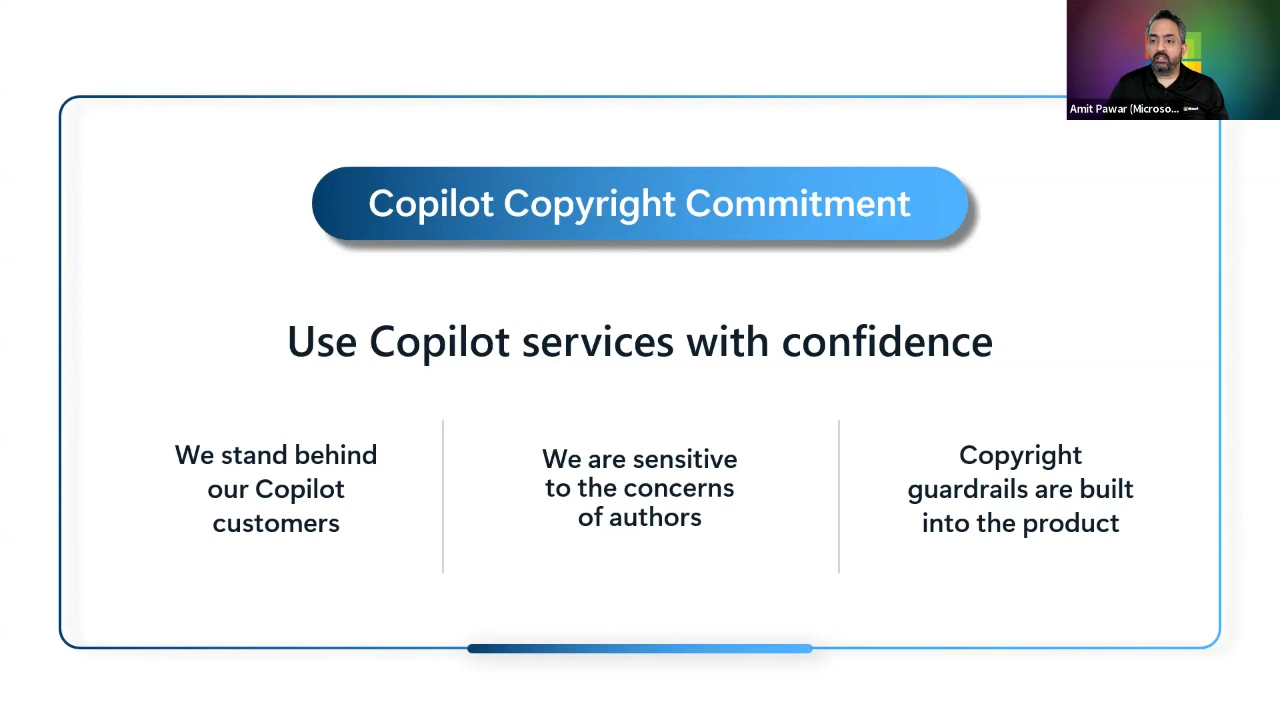 Amit Pawar (Microso...
Copilot Copyright Commitment
Use Copilot services with confidence
We stand behind
our Copilot
customers
We are sensitive
to the concerns
of authors
Copyright
guardrails are built
into the product